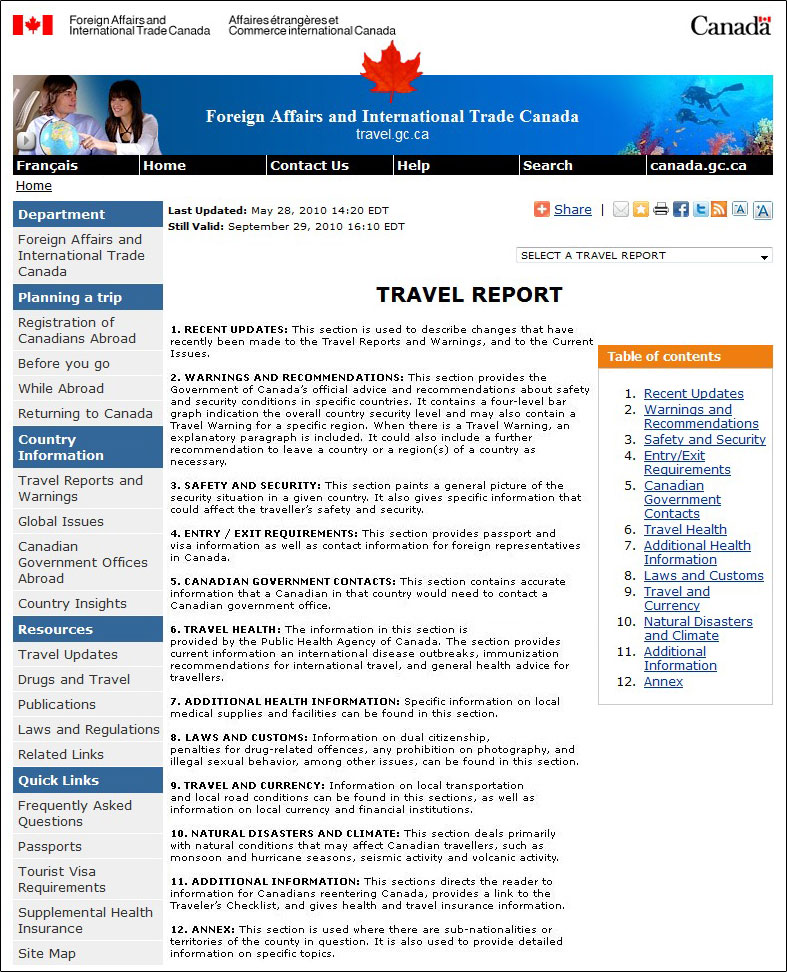 Foreign Affairs and
International Trade Canada
Affaires étrangères et
Commerce international Canada
Canada
Foreign Affairs and International Trade Canada
travel.gc.ca
Français
Home
Contact Us
Help
Search
canada.gc.ca
Home
Department
Foreign Affairs and
International Trade
Canada
Planning a trip
Registration of
Canadians Abroad
Before you go
While Abroad
Returning to Canada
Country
Information
Travel Reports and
Warnings
Global Issues
Canadian
Government Offices
Abroad
Country Insights
Resources
Travel Updates
Drugs and Travel
Publications
Laws and Regulations
Related Links
Quick Links
Frequently Asked
Questions
Passports
Tourist Visa
Requirements
Supplemental Health
Insurance
Site Map
Last Updated: May 28, 2010 14:20 EDT
Still Valid: September 29, 2010 16:10 EDT
Share |
A
A
SELECT A TRAVEL REPORT
TRAVEL REPORT
1. RECENT UPDATES: This section is used to describe changes that have
recently been made to the Travel Reports and Warnings, and to the Current
Issues.
2. WARNINGS AND RECOMMENDATIONS: This section provides the
Government of Canada's official advice and recommendations about safety
and security conditions in specific countries. It contains a four-level bar
graph indication the overall country security level and may also contain a
Travel Warning for a specific region. When there is a Travel Warning, an
explanatory paragraph is included. It could also include a further
recommendation to leave a country or a region(s) of a country as
necessary.
3. SAFETY AND SECURITY: This section paints a general picture of the
security situation in a given country. It also gives specific information that
could affect the traveller's safety and security.
4. ENTRY / EXIT REQUIREMENTS: This section provides passport and
visa information as well as contact information for foreign representatives
in Canada.
5. CANADIAN GOVERNMENT CONTACTS: This section contains accurate
information that a Canadian in that country would need to contact a
Canadian government office.
6. TRAVEL HEALTH: The information in this section is
provided by the Public Health Agency of Canada. The section provides
current information an international disease outbreaks, immunization
recommendations for international travel, and general health advice for
travellers.
7. ADDITIONAL HEALTH INFORMATION: Specific information on local
medical supplies and facilities can be found in this section.
8. LAWS AND CUSTOMS: Information on dual citizenship,
penalties for drug-related offences, any prohibition on photography, and
illegal sexual behavior, among other issues, can be found in this section.
9. TRAVEL AND CURRENCY: Information on local transportation
and local road conditions can be found in this sections, as well as
information on local currency and financial institutions.
10. NATURAL DISASTERS AND CLIMATE: This section deals primarily
with natural conditions that may affect Canadian travellers, such as
monsoon and hurricane seasons, seismic activity and volcanic activity.
11. ADDITIONAL INFORMATION: This sections directs the reader to
information for Canadians reentering Canada, provides a link to the
Traveler's Checklist, and gives health and travel insurance information.
12. ANNEX: This section is used where there are sub-nationalities or
territories of the county in question. It is also used to provide detailed
information on specific topics.
Table of contents
1. Recent Updates
2. Warnings and
Recommendations
3. Safety and Security
4. Entry/Exit
Requirements
5. Canadian
Government
Contacts
6. Travel Health
7. Additional Health
Information
8. Laws and Customs
9. Travel and
Currency
10. Natural Disasters
and Climate
11. Additional
Information
12. Annex